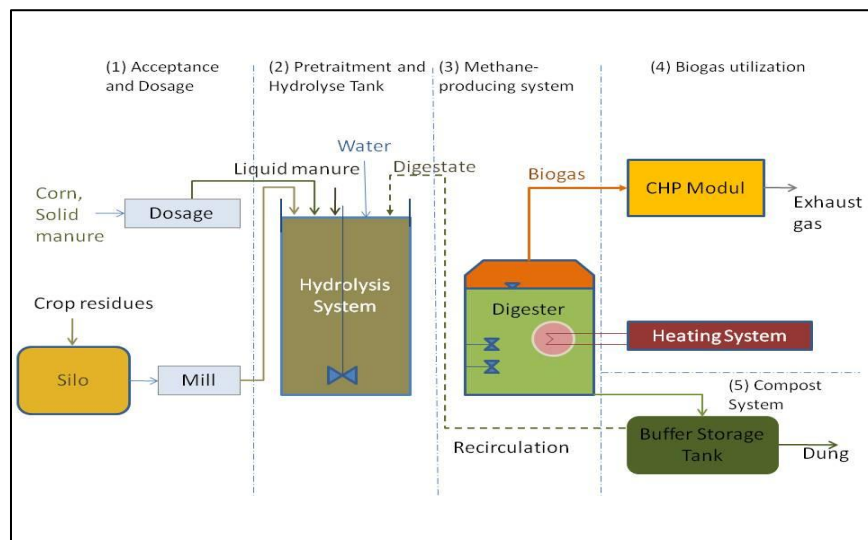 (1) Acceptance
and Dosage
(2) Pretraitment and
Hydrolyse Tank
(3) Methane-
producing system
(4) Biogas utilization
Water
Liquid manure
Digestate
Biogas
CHP Modul
Exhaust
gas
Corn,
Solid
manure
Dosage
Hydrolysis
System
Digester
Heating System
Crop residues
Silo
Mill
(5) Compost
System
Buffer Storage
Tank
Recirculation
Dung